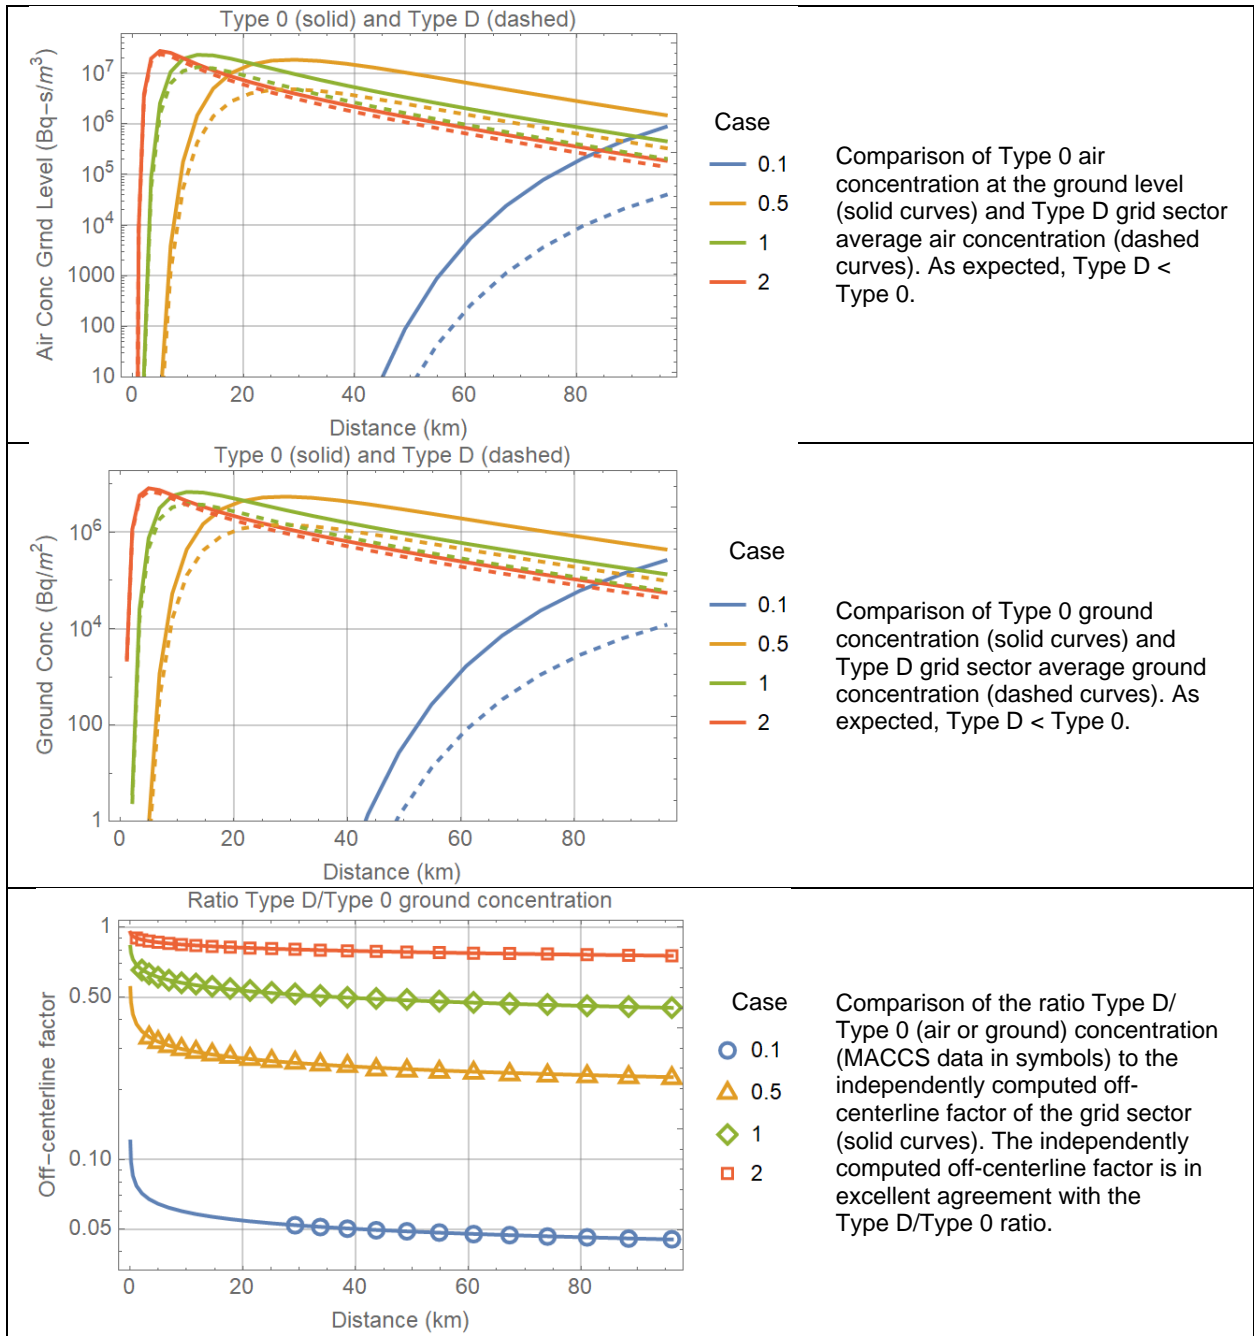 Type 0 (solid) and Type D (dashed)
Air Conc Grnd Level (Bq−s/m³)
10⁷
10⁶
10⁵
10⁴
1000
100
10
0 20 40 60 80
Distance (km)
Case
0.1
0.5
1
2
Comparison of Type 0 air
concentration at the ground level
(solid curves) and Type D grid sector
average air concentration (dashed
curves). As expected, Type D <
Type 0.
Type 0 (solid) and Type D (dashed)
Ground Conc (Bq/m²)
10⁶
10⁴
100
1
0 20 40 60 80
Distance (km)
Case
0.1
0.5
1
2
Comparison of Type 0 ground
concentration (solid curves) and
Type D grid sector average ground
concentration (dashed curves). As
expected, Type D < Type 0.
Ratio Type D/Type 0 ground concentration
Off−centerline factor
1
0.50
0.10
0.05
0 20 40 60 80
Distance (km)
Case
0.1
0.5
1
2
Comparison of the ratio Type D/
Type 0 (air or ground) concentration
(MACCS data in symbols) to the
independently computed off-
centerline factor of the grid sector
(solid curves). The independently
computed off-centerline factor is in
excellent agreement with the
Type D/Type 0 ratio.